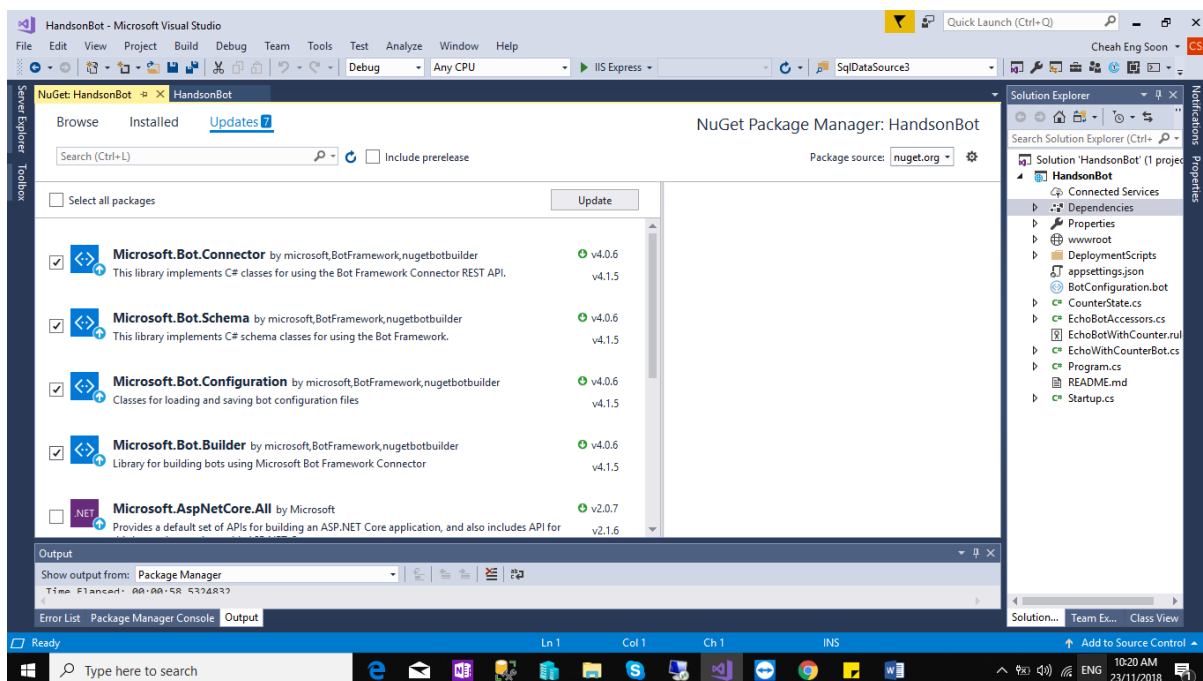 HandsonBot - Microsoft Visual Studio
Quick Launch (Ctrl+Q)
File Edit View Project Build Debug Team Tools Test Analyze Window Help
Cheah Eng Soon CS
Debug Any CPU IIS Express SqlDataSource3
Server Explorer
Toolbox
NuGet: HandsonBot HandsonBot
Browse Installed Updates 7
NuGet Package Manager: HandsonBot
Search (Ctrl+L)
Include prerelease
Package source: nuget.org
Select all packages
Update
Microsoft.Bot.Connector by microsoft,BotFramework,nugetbotbuilder v4.0.6
This library implements C# classes for using the Bot Framework Connector REST API.
v4.1.5
Microsoft.Bot.Schema by microsoft,BotFramework,nugetbotbuilder v4.0.6
This library implements C# schema classes for using the Bot Framework.
v4.1.5
Microsoft.Bot.Configuration by microsoft,BotFramework,nugetbotbuilder v4.0.6
Classes for loading and saving bot configuration files
v4.1.5
Microsoft.Bot.Builder by microsoft,BotFramework,nugetbotbuilder v4.0.6
Library for building bots using Microsoft Bot Framework Connector
v4.1.5
.NET
Microsoft.AspNetCore.All by Microsoft v2.0.7
Provides a default set of APIs for building an ASP.NET Core application, and also includes API for
v2.1.6
Solution Explorer
Search Solution Explorer (Ctrl+
Solution 'HandsonBot' (1 projec
HandsonBot
Connected Services
Dependencies
Properties
wwwroot
DeploymentScripts
appsettings.json
BotConfiguration.bot
C# CounterState.cs
C# EchoBotAccessors.cs
EchoBotWithCounter.rul
C# EchoWithCounterBot.cs
C# Program.cs
README.md
C# Startup.cs
Notifications
Properties
Output
Show output from: Package Manager
Time Elapsed: 00:00:58.5324832
Error List Package Manager Console Output
Solution... Team Ex... Class View
Ready Ln 1 Col 1 Ch 1 INS Add to Source Control
Type here to search
ENG
10:20 AM
23/11/2018